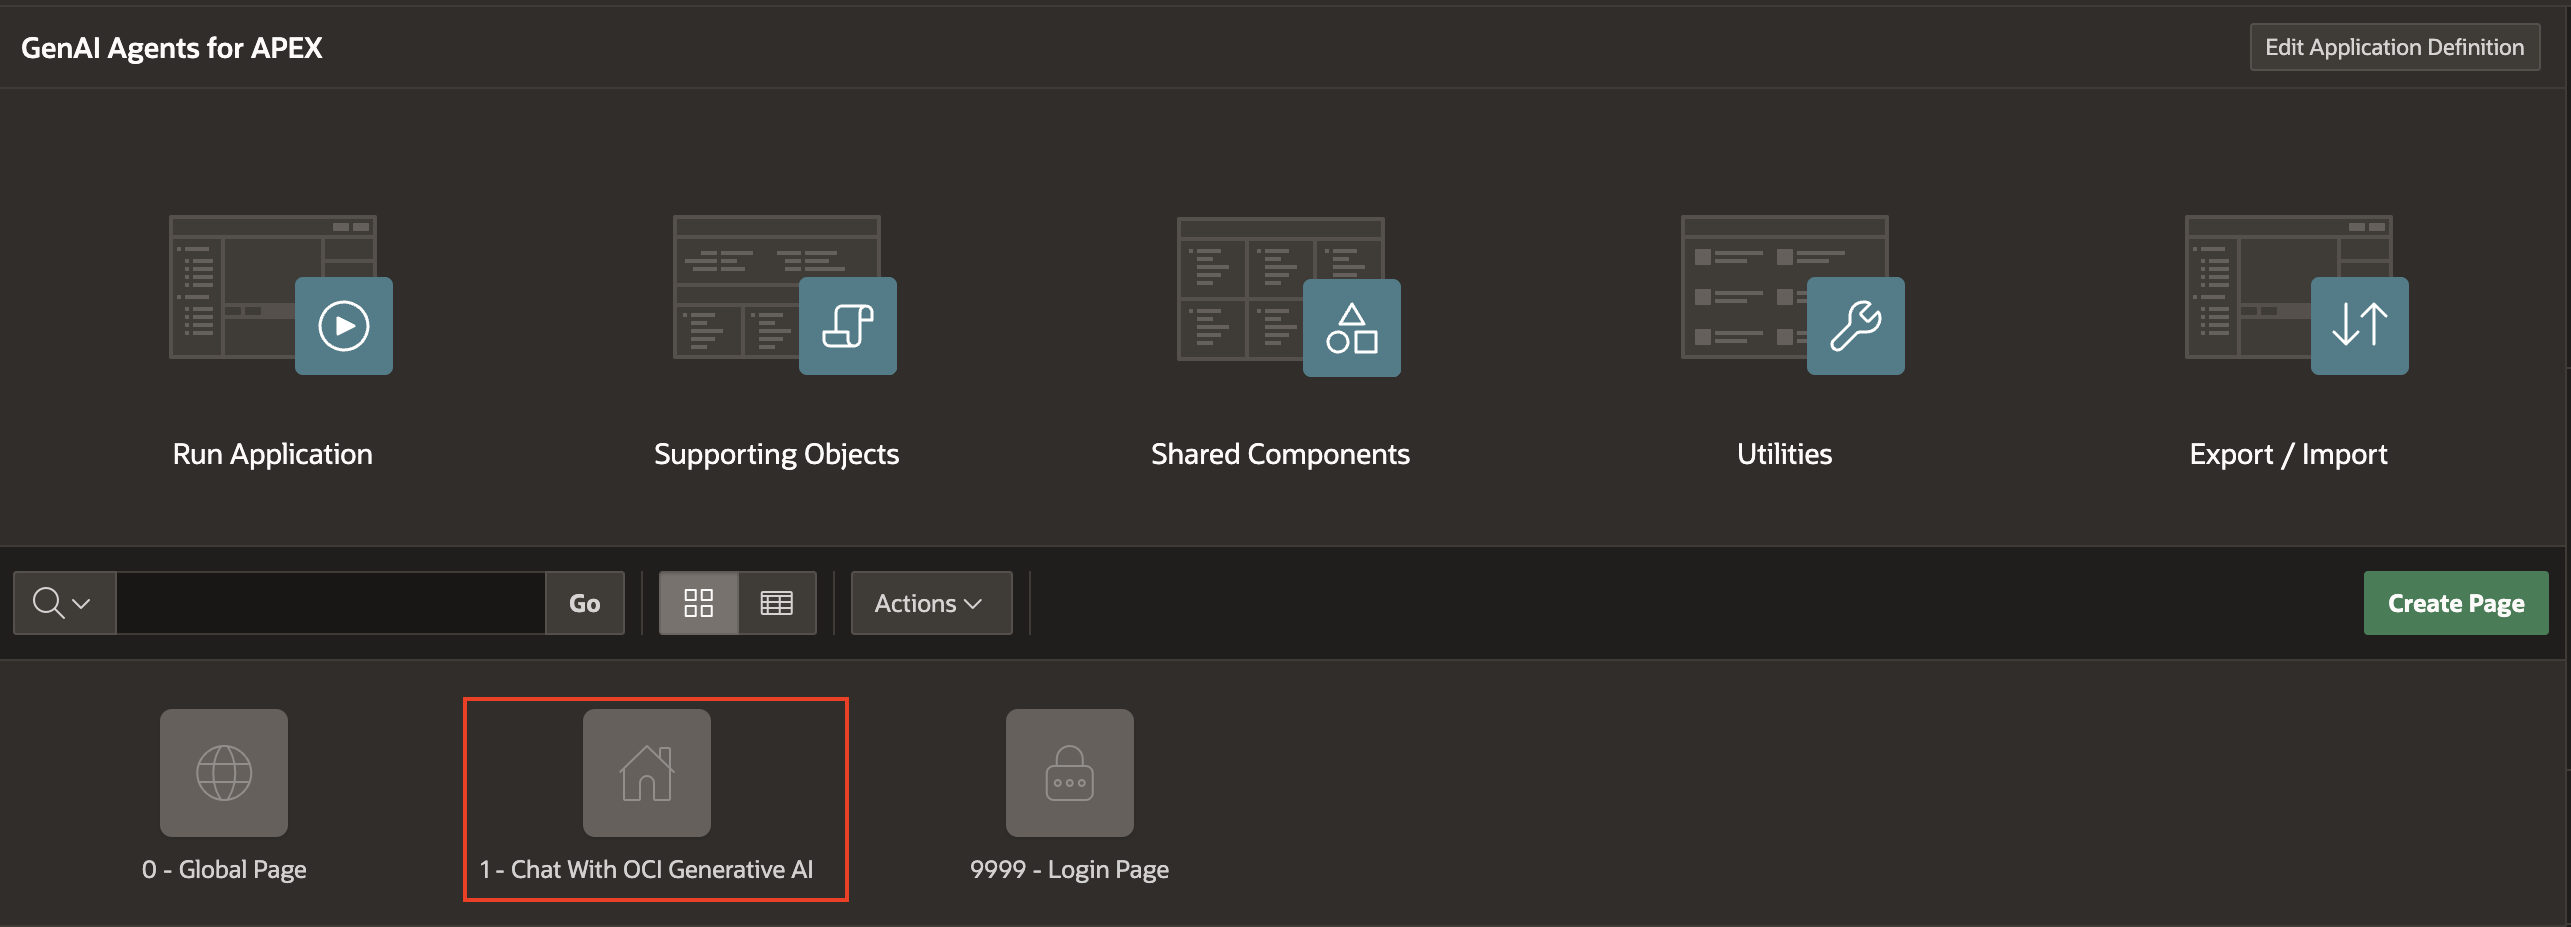 GenAI Agents for APEX
Edit Application Definition
Run Application
Supporting Objects
Shared Components
Utilities
Export / Import
Go
Actions
Create Page
0 - Global Page
1 - Chat With OCI Generative AI
9999 - Login Page